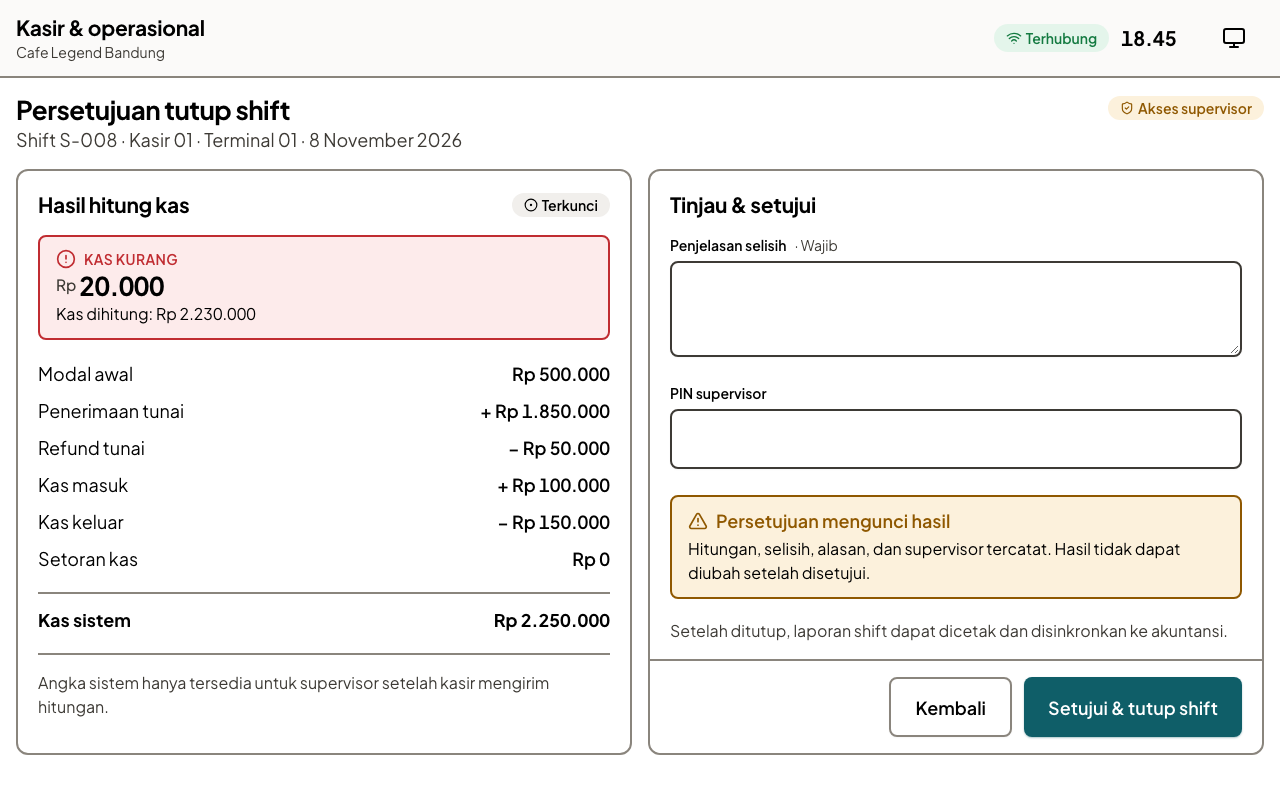 Kasir & operasional
Cafe Legend Bandung
Terhubung
18.45
Persetujuan tutup shift
Shift S-008 · Kasir 01 · Terminal 01 · 8 November 2026
Akses supervisor
Hasil hitung kas
Terkunci
KAS KURANG
Rp 20.000
Kas dihitung: Rp 2.230.000
Modal awal Rp 500.000
Penerimaan tunai + Rp 1.850.000
Refund tunai – Rp 50.000
Kas masuk + Rp 100.000
Kas keluar – Rp 150.000
Setoran kas Rp 0
Kas sistem Rp 2.250.000
Angka sistem hanya tersedia untuk supervisor setelah kasir mengirim
hitungan.
Tinjau & setujui
Penjelasan selisih · Wajib
PIN supervisor
Persetujuan mengunci hasil
Hitungan, selisih, alasan, dan supervisor tercatat. Hasil tidak dapat
diubah setelah disetujui.
Setelah ditutup, laporan shift dapat dicetak dan disinkronkan ke akuntansi.
Kembali
Setujui & tutup shift